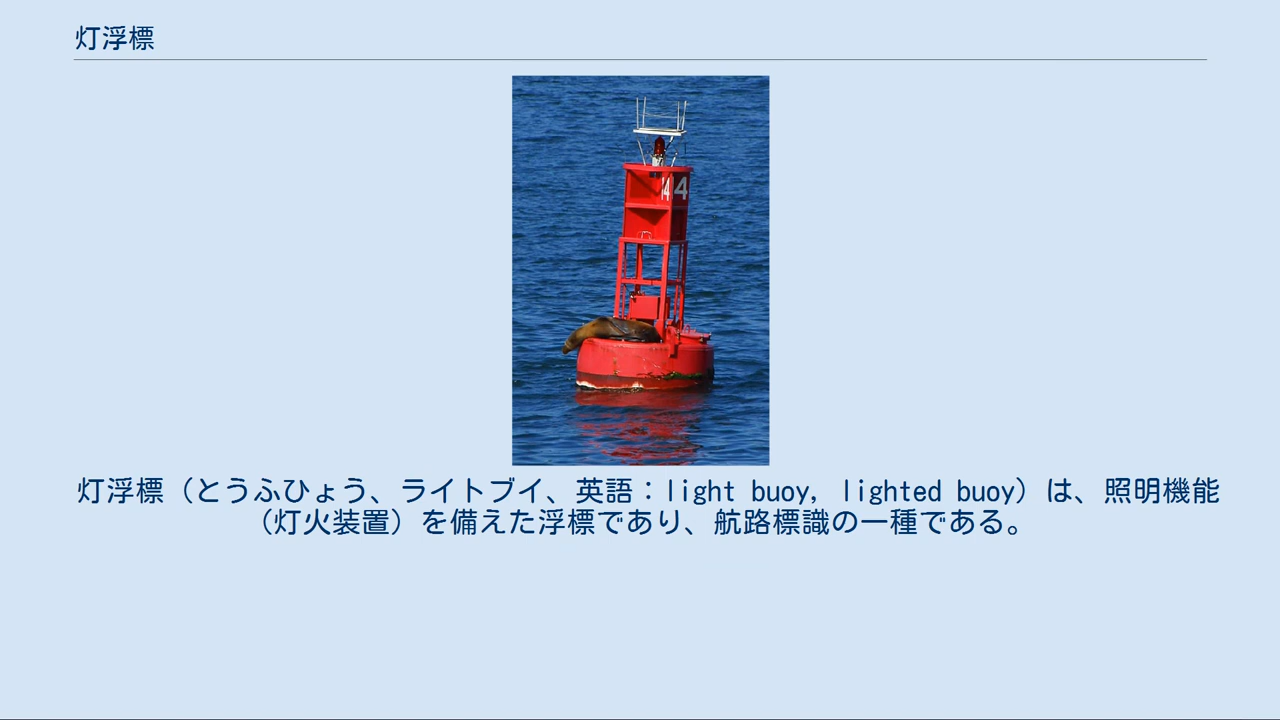 灯浮標
14
4
灯浮標（とうふひょう、ライトブイ、英語：light buoy, lighted buoy）は、照明機能
（灯火装置）を備えた浮標であり、航路標識の一種である。